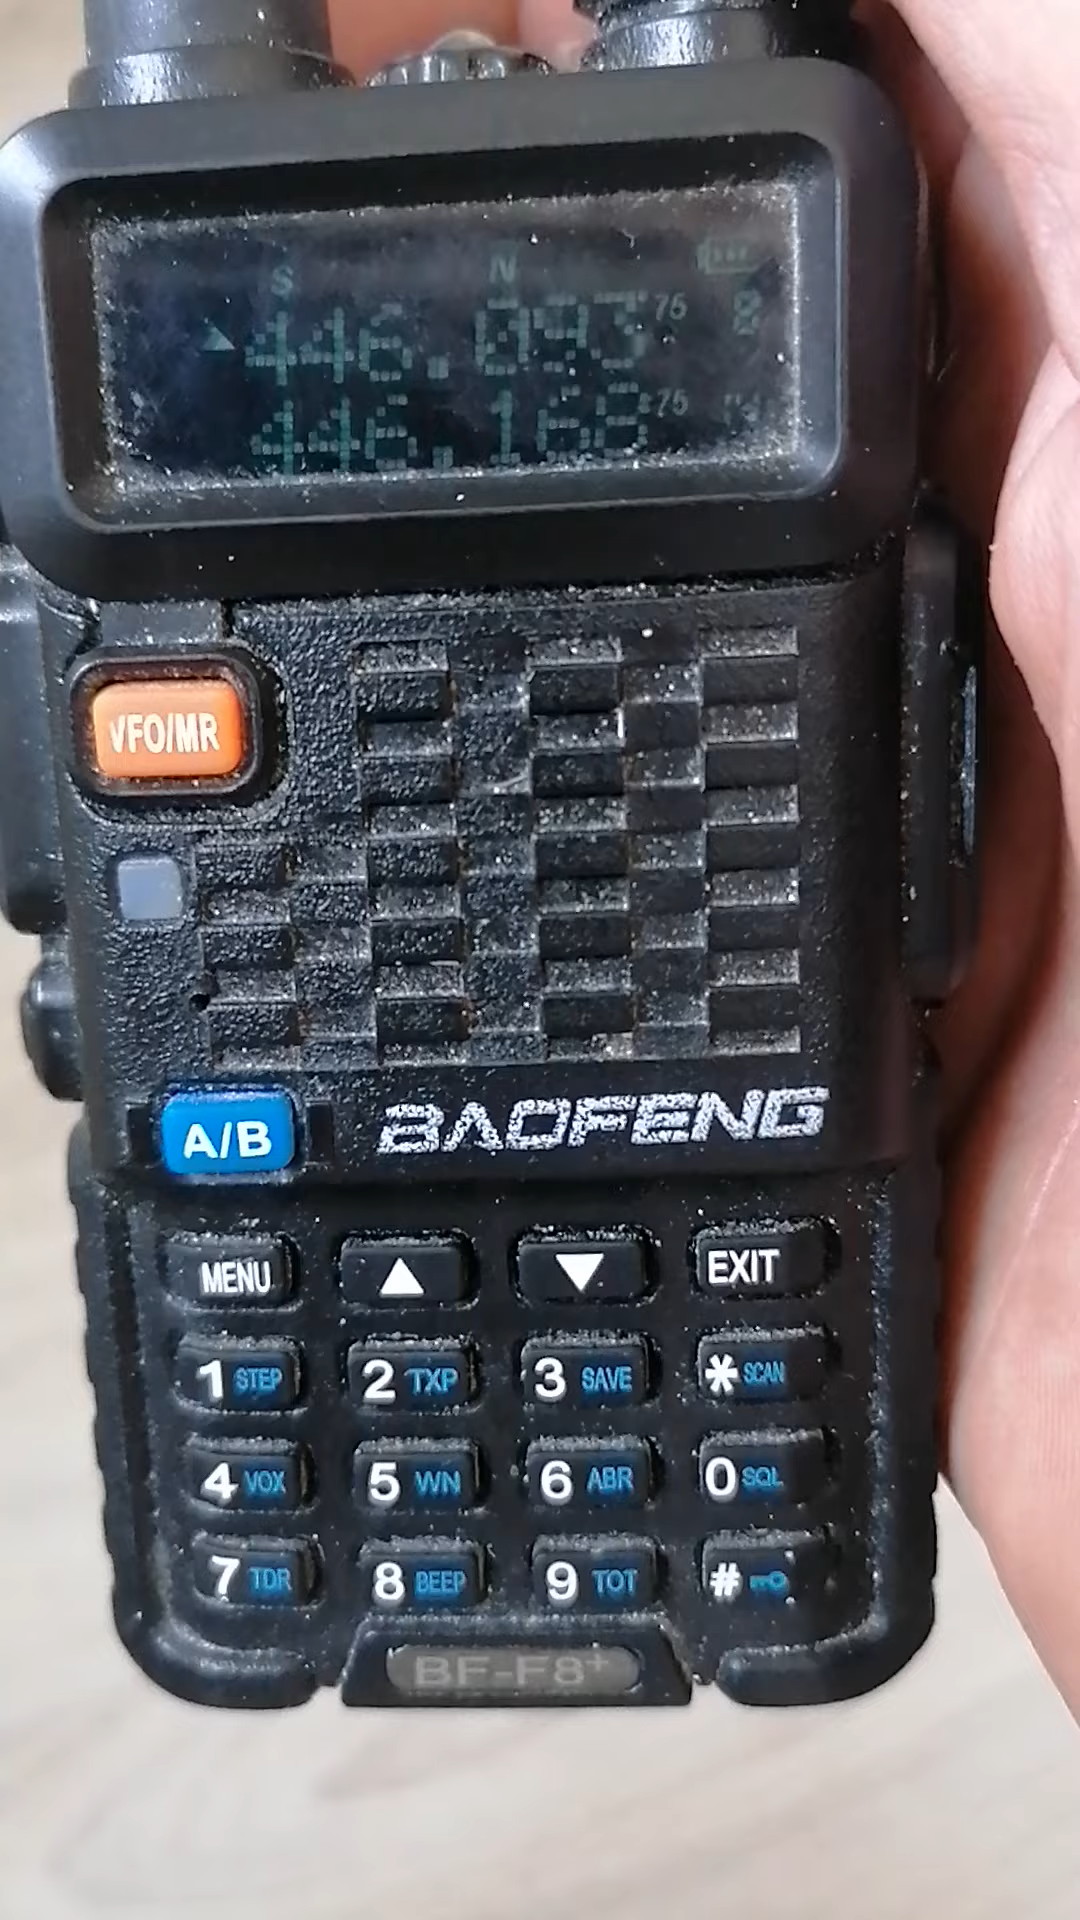 S N
446.093 75 8
446.168 75
VFO/MR
A/B
BAOFENG
MENU ▲ ▼ EXIT
1 STEP 2 TXP 3 SAVE * SCAN
4 VOX 5 WN 6 ABR 0 SQL
7 TDR 8 BEEP 9 TOT #
BF-F8+